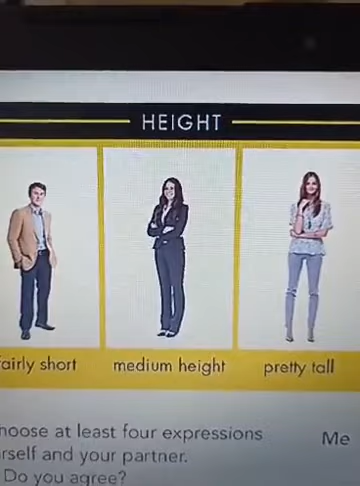 HEIGHT
fairly short medium height pretty tall
hoose at least four expressions Me
rself and your partner.
Do you agree?